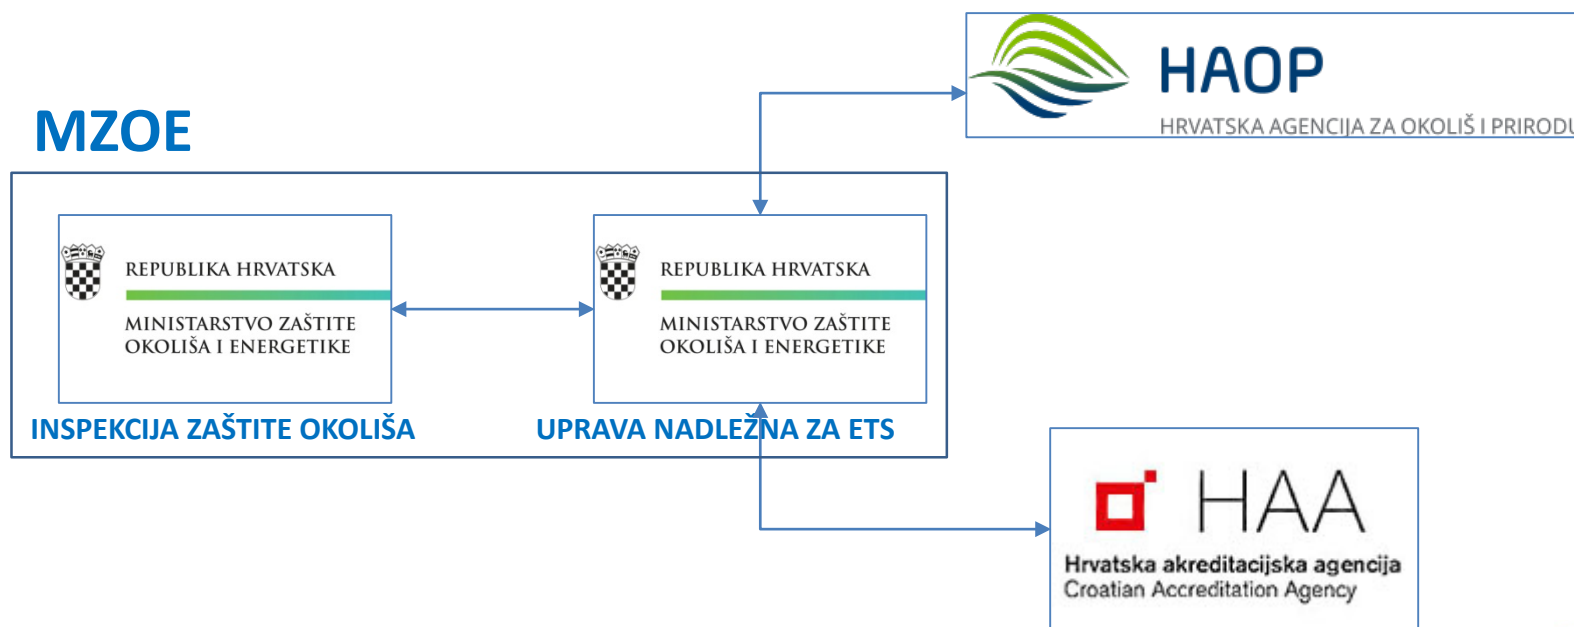 HAOP
HRVATSKA AGENCIJA ZA OKOLIŠ I PRIRODU
MZOE
REPUBLIKA HRVATSKA
MINISTARSTVO ZAŠTITE
OKOLIŠA I ENERGETIKE
INSPEKCIJA ZAŠTITE OKOLIŠA
REPUBLIKA HRVATSKA
MINISTARSTVO ZAŠTITE
OKOLIŠA I ENERGETIKE
UPRAVA NADLEŽNA ZA ETS
HAA
Hrvatska akreditacijska agencija
Croatian Accreditation Agency